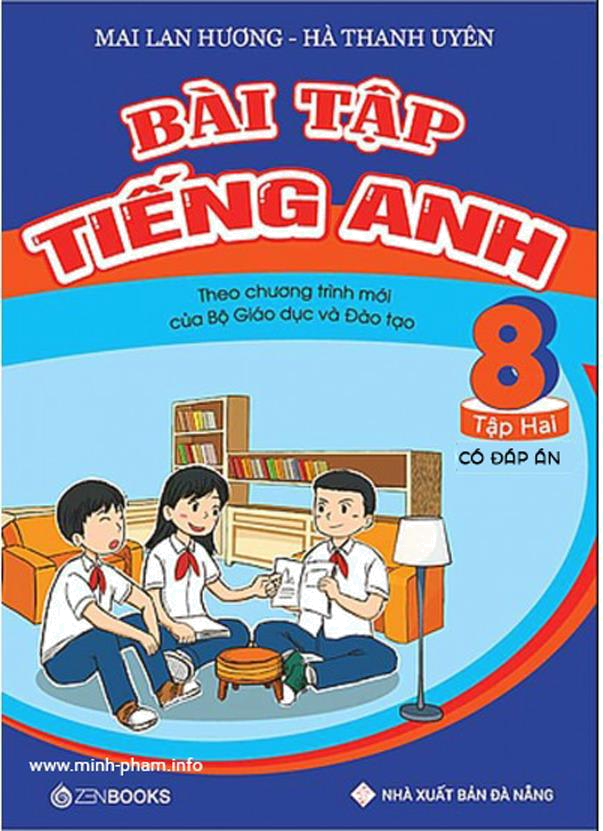 MAI LAN HƯƠNG - HÀ THANH UYÊN
BÀI TẬP
TIẾNG ANH
Theo chương trình mới
của Bộ Giáo dục và Đào tạo
8
Tập Hai
CÓ ĐÁP ÁN
www.minh-pham.info
ZENBOOKS
NHÀ XUẤT BẢN ĐÀ NẴNG